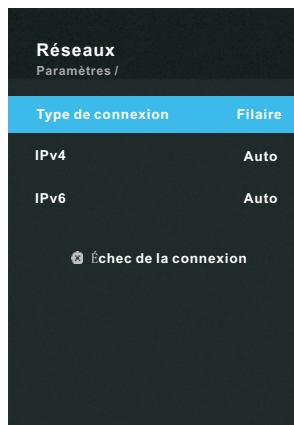 Réseaux
Paramètres /
Type de connexion Filaire
IPv4 Auto
IPv6 Auto
Échec de la connexion